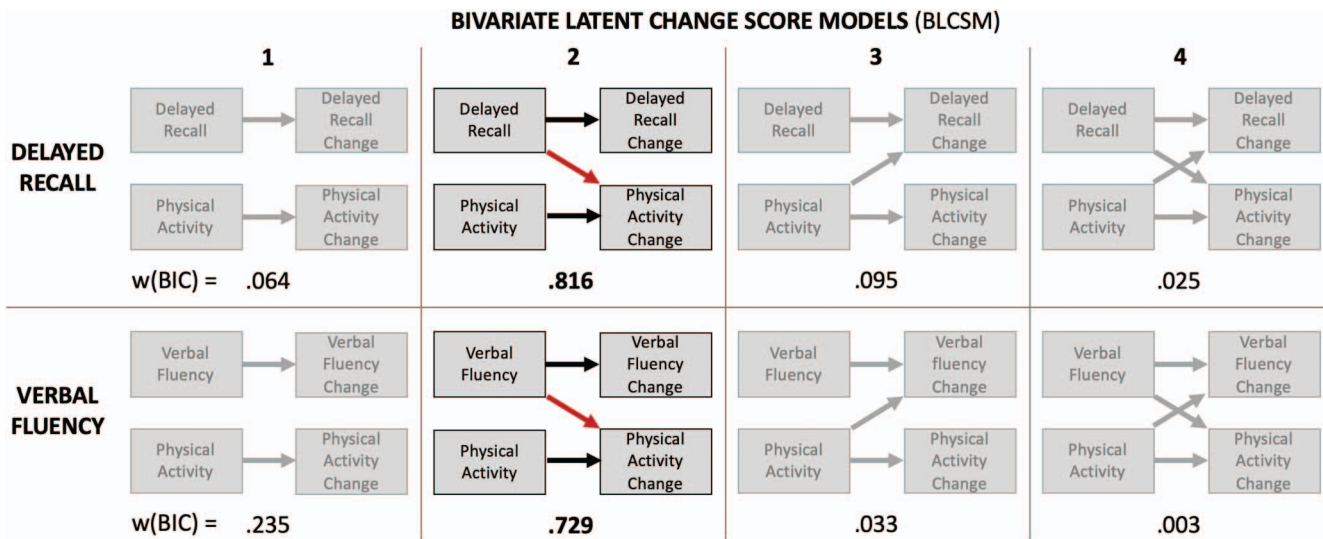 BIVARIATE LATENT CHANGE SCORE MODELS (BLCSM)
1
2
3
4
DELAYED
RECALL
Delayed
Recall
Delayed
Recall
Change
Physical
Activity
Physical
Activity
Change
Delayed
Recall
Delayed
Recall
Change
Physical
Activity
Physical
Activity
Change
Delayed
Recall
Delayed
Recall
Change
Physical
Activity
Physical
Activity
Change
Delayed
Recall
Delayed
Recall
Change
Physical
Activity
Physical
Activity
Change
w(BIC) = .064
.816
.095
.025
VERBAL
FLUENCY
Verbal
Fluency
Verbal
Fluency
Change
Physical
Activity
Physical
Activity
Change
Verbal
Fluency
Verbal
Fluency
Change
Physical
Activity
Physical
Activity
Change
Verbal
Fluency
Verbal
fluency
Change
Physical
Activity
Physical
Activity
Change
Verbal
Fluency
Verbal
Fluency
Change
Physical
Activity
Physical
Activity
Change
w(BIC) = .235
.729
.033
.003